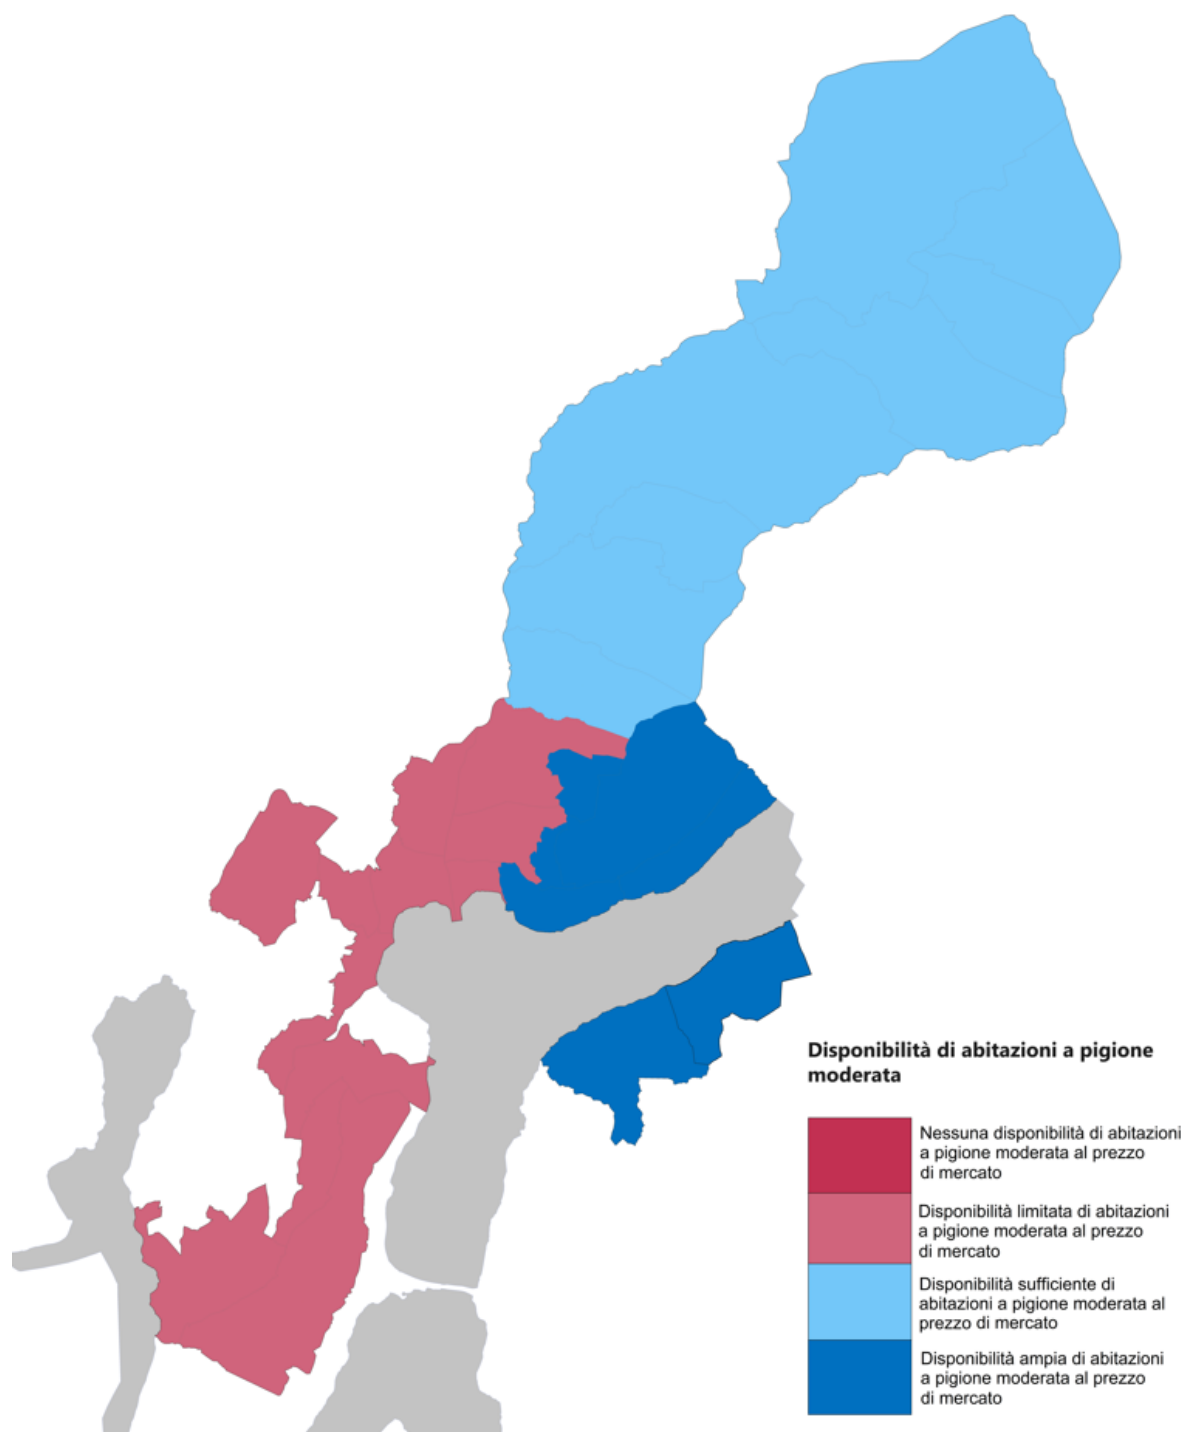 Disponibilità di abitazioni a pigione
moderata
Nessuna disponibilità di abitazioni
a pigione moderata al prezzo
di mercato
Disponibilità limitata di abitazioni
a pigione moderata al prezzo
di mercato
Disponibilità sufficiente di
abitazioni a pigione moderata al
prezzo di mercato
Disponibilità ampia di abitazioni
a pigione moderata al prezzo
di mercato